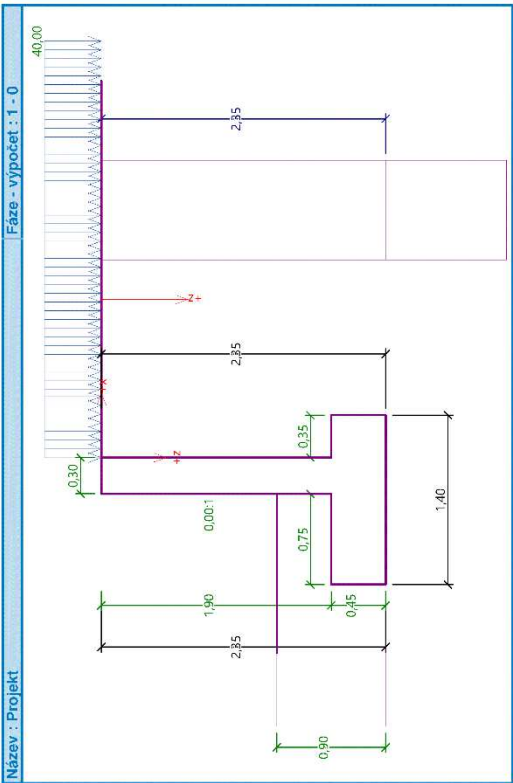 Název : Projekt
Fáze - výpočet : 1 - 0
40,00
2,35
+z
2,35
+x
0,30
+z
0,35
0,00:1
0,75
1,40
1,90
0,45
2,35
0,90